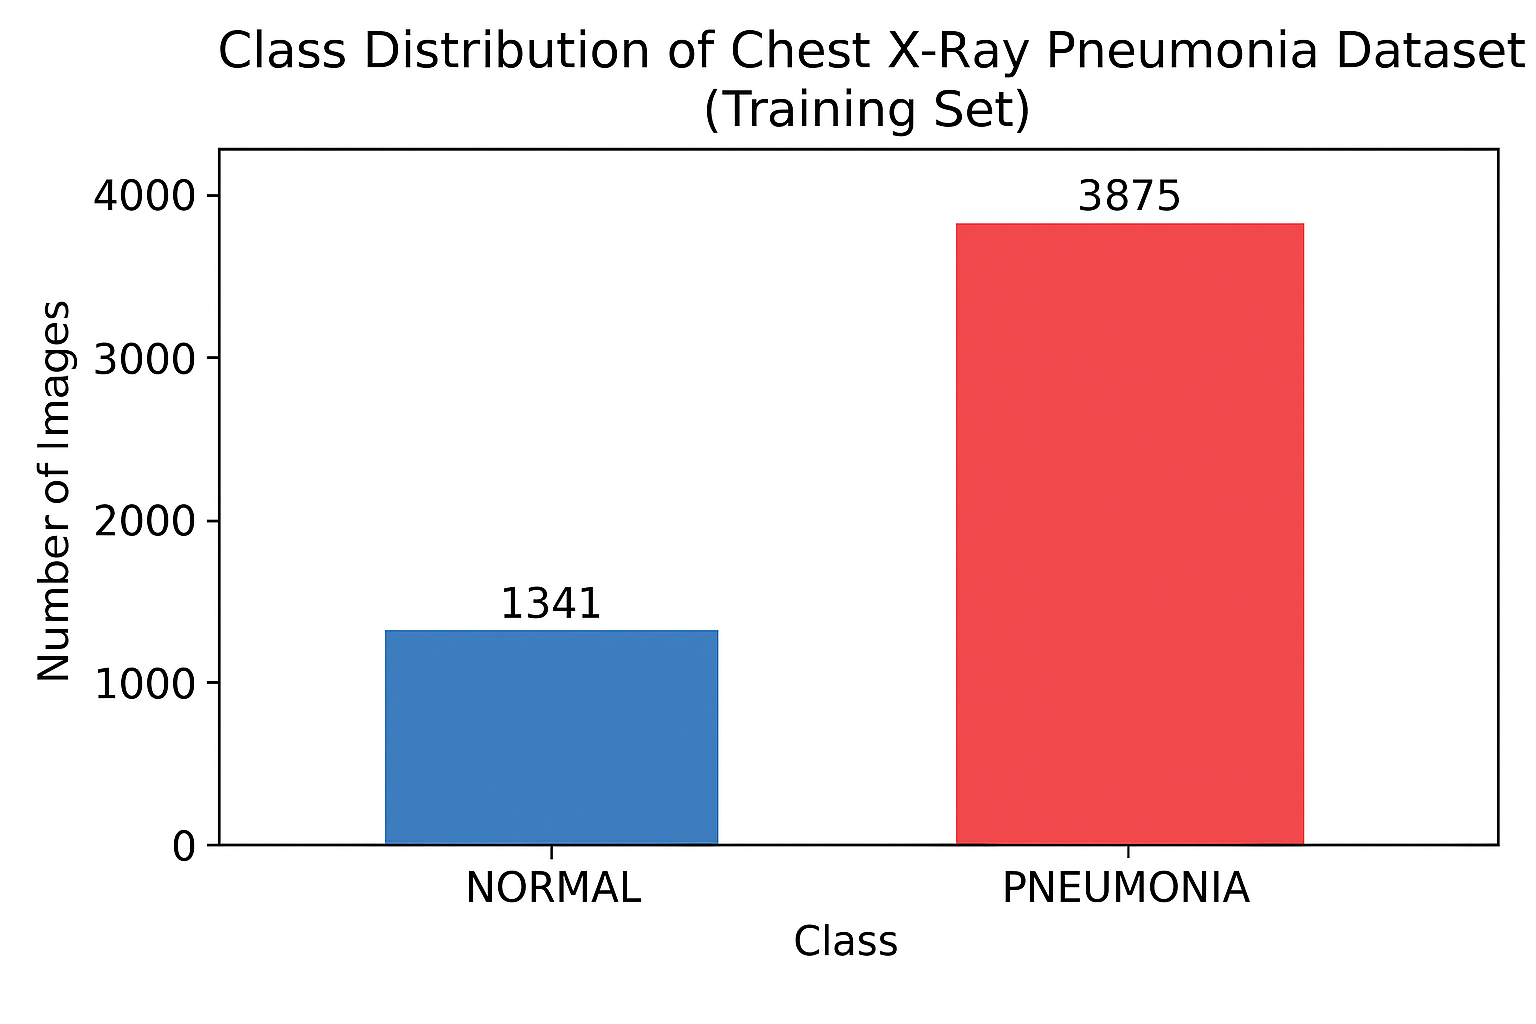 Class Distribution of Chest X-Ray Pneumonia Dataset
(Training Set)
Number of Images
4000
3000
2000
1000
0
3875
1341
NORMAL
PNEUMONIA
Class